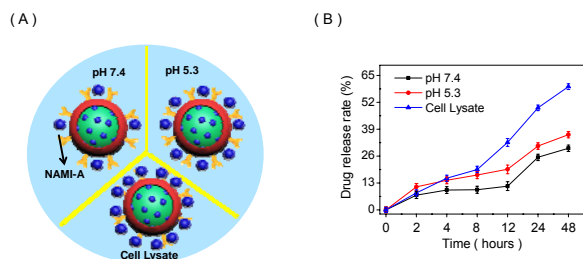 ( A )
pH 7.4
pH 5.3
NAMI-A
Cell Lysate
( B )
pH 7.4
pH 5.3
Cell Lysate
Drug release rate (%)
65
52
39
26
13
0
0 2 4 8 12 24 48
Time ( hours )